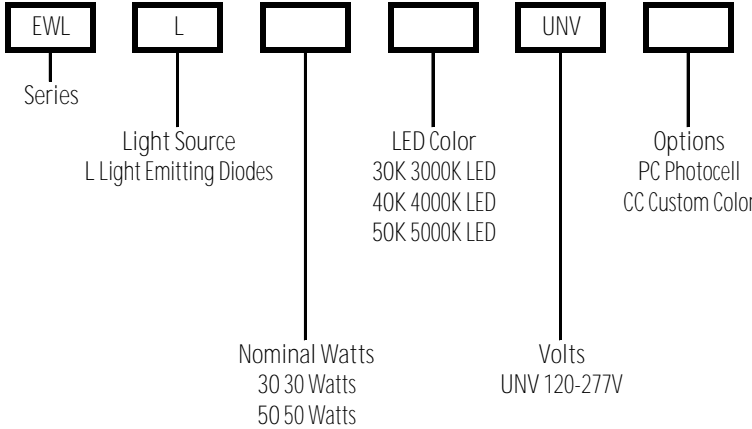 EWL L UNV
Series
Light Source
L Light Emitting Diodes
LED Color
30K 3000K LED
40K 4000K LED
50K 5000K LED
Options
PC Photocell
CC Custom Color
Nominal Watts
30 30 Watts
50 50 Watts
Volts
UNV 120-277V